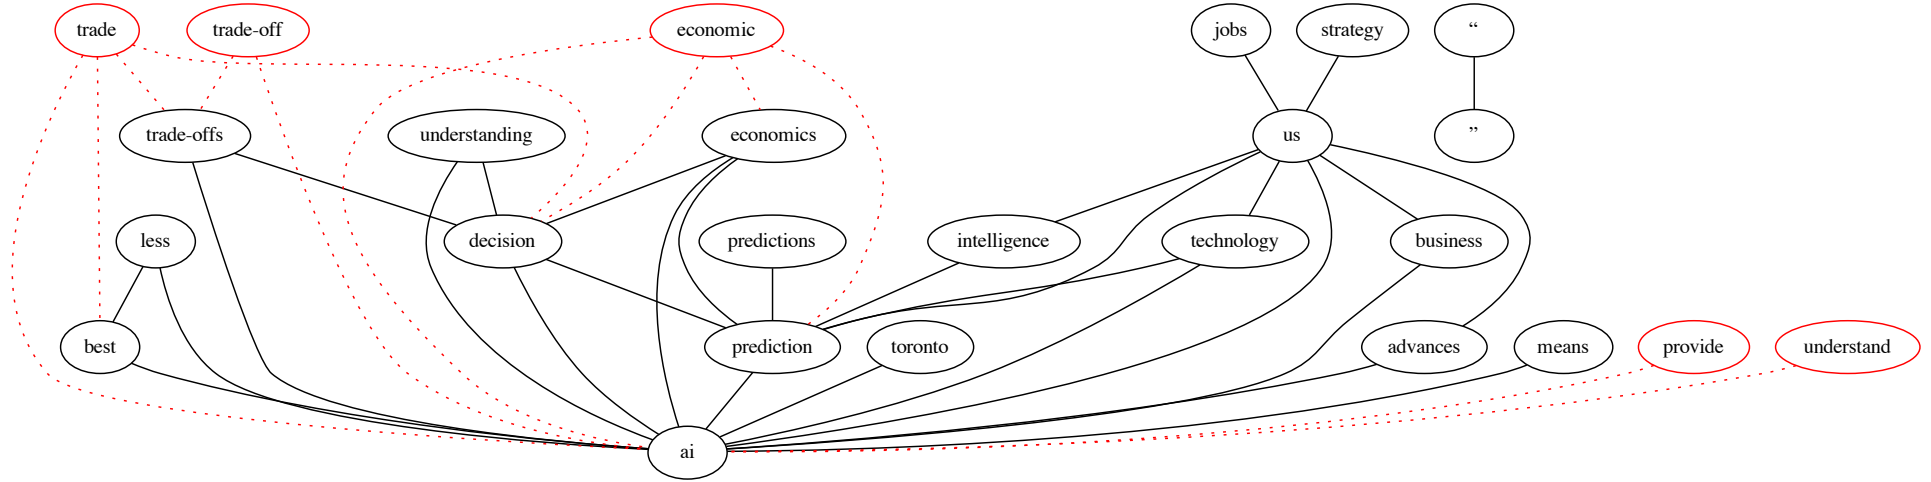 trade trade-off economic jobs strategy “
trade-offs understanding economics us ”
less decision predictions intelligence technology business
best prediction toronto advances means provide understand
ai